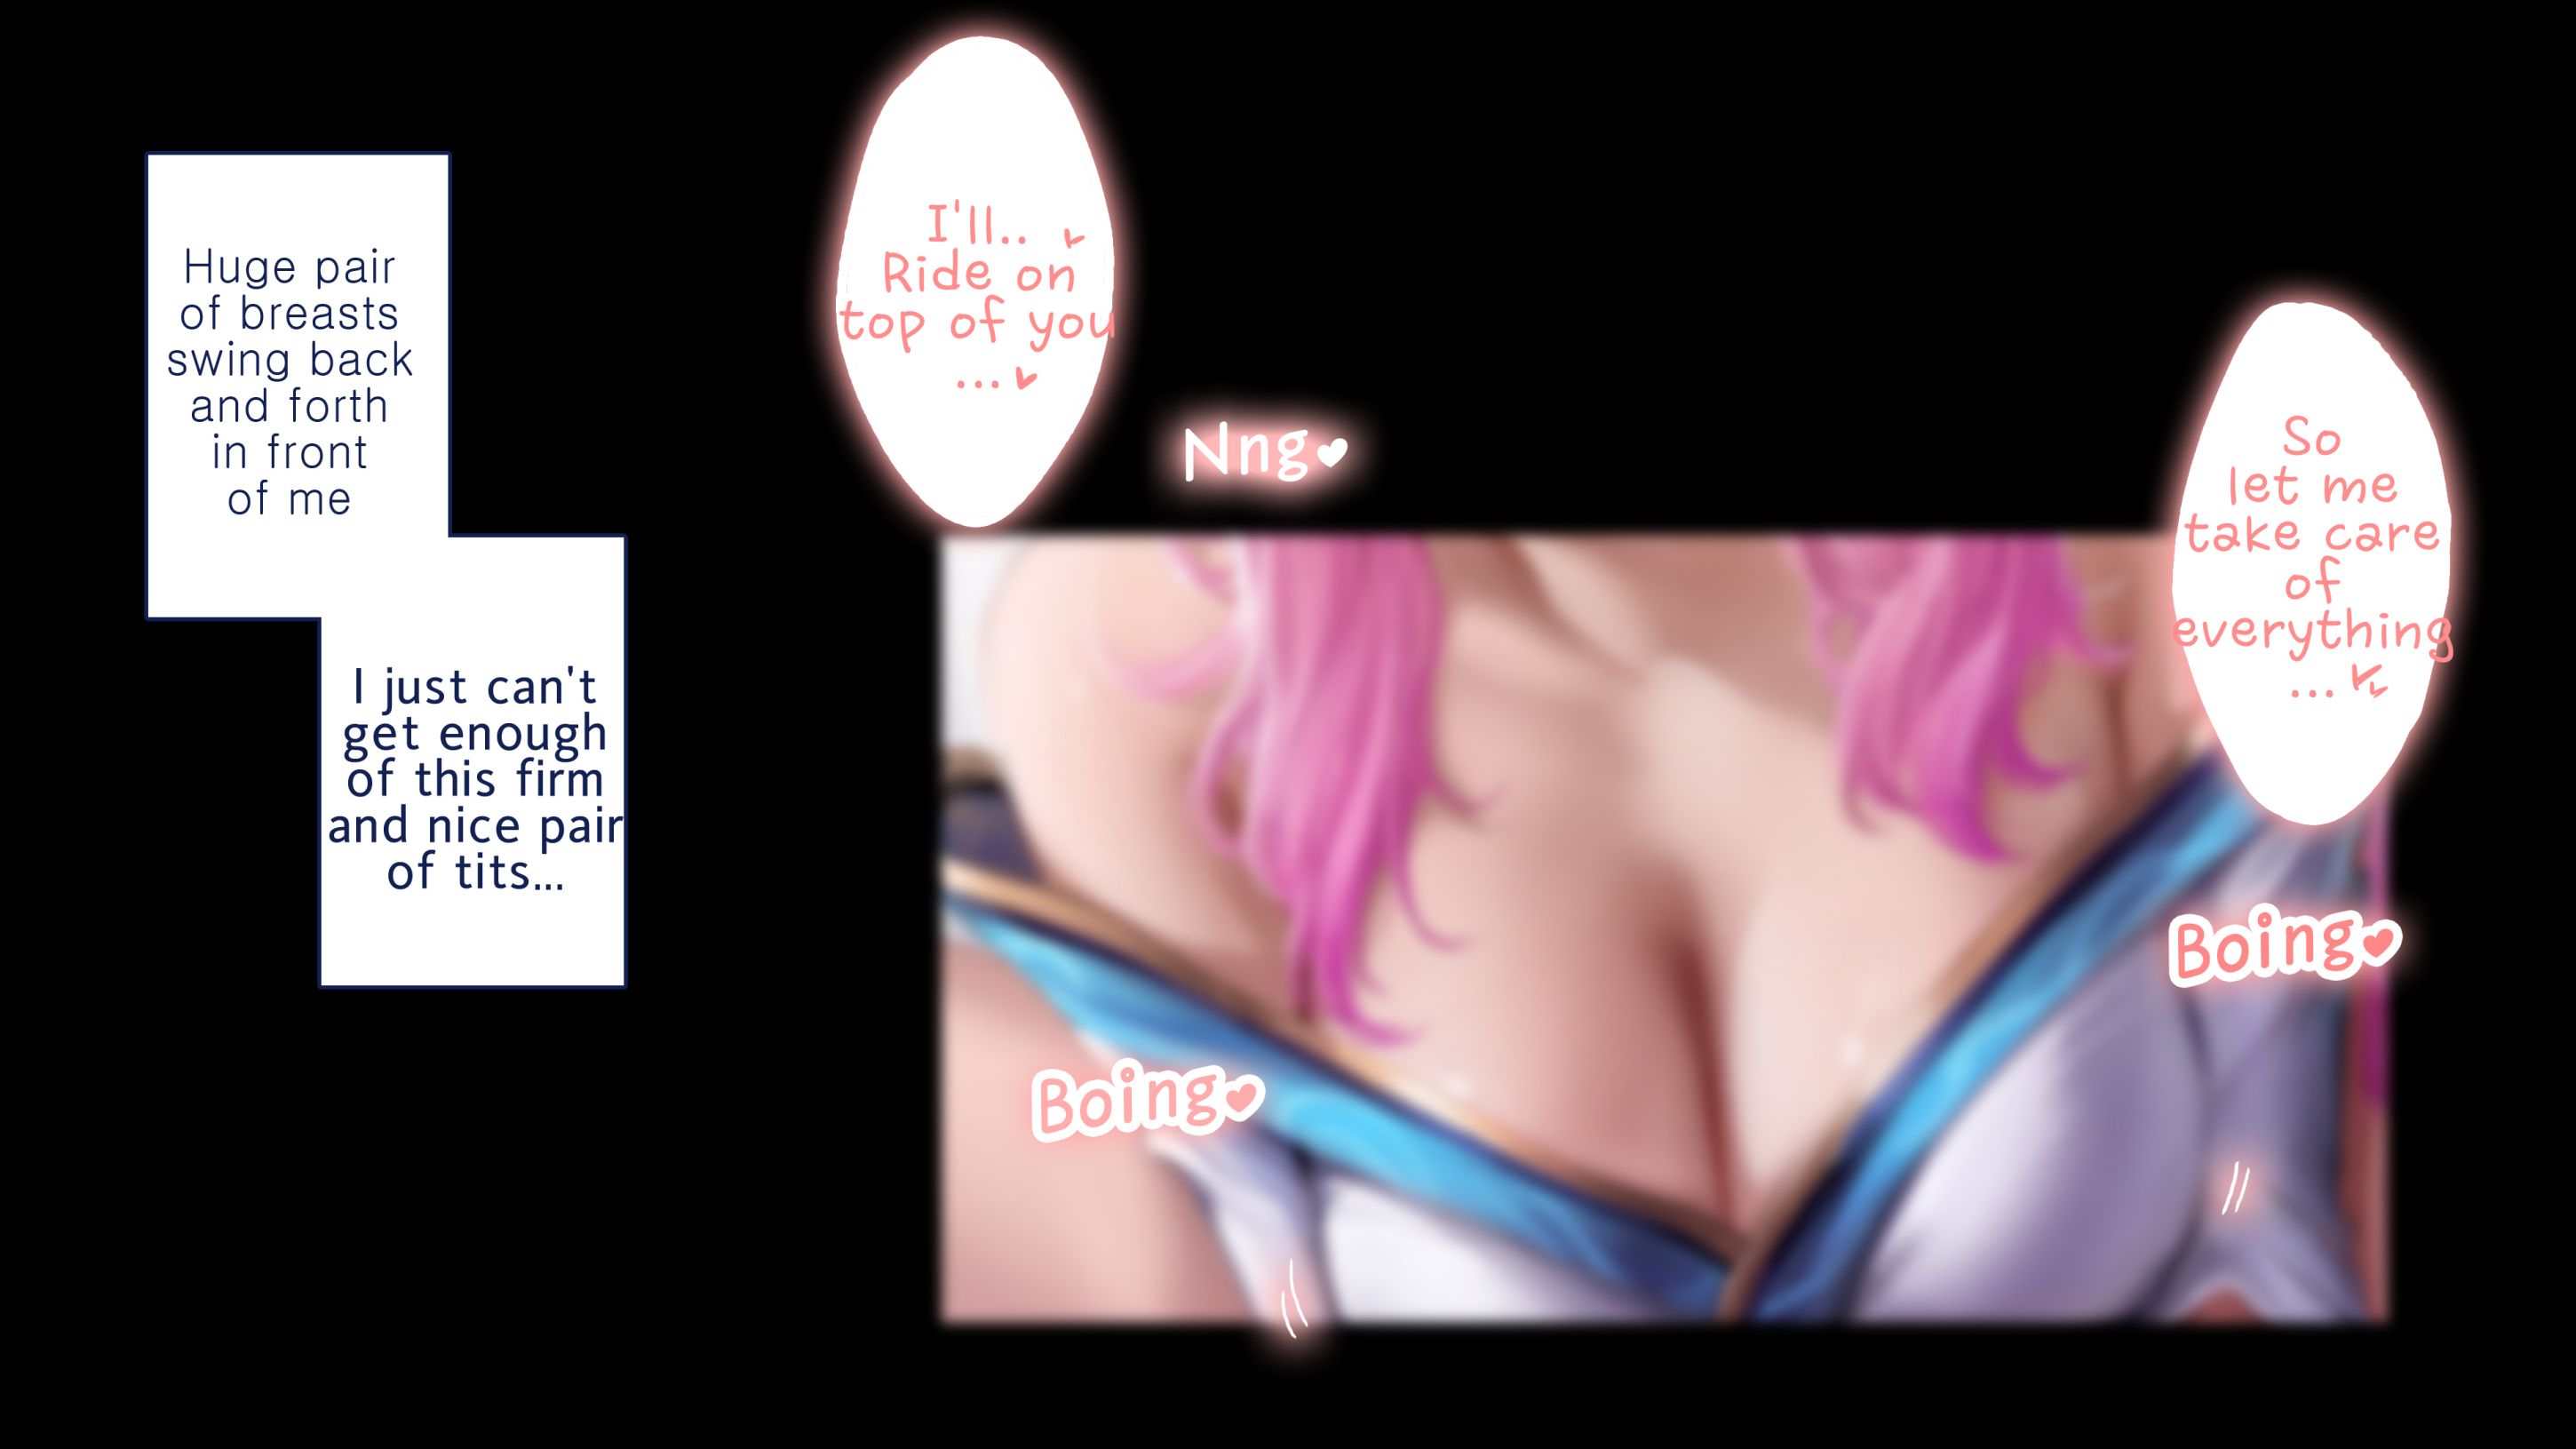 Huge pair
of breasts
swing back
and forth
in front
of me
I just can't
get enough
of this firm
and nice pair
of tits...
I'll..
Ride on
top of you
...
Nng
So
let me
take care
of
everything
...
Boing
Boing